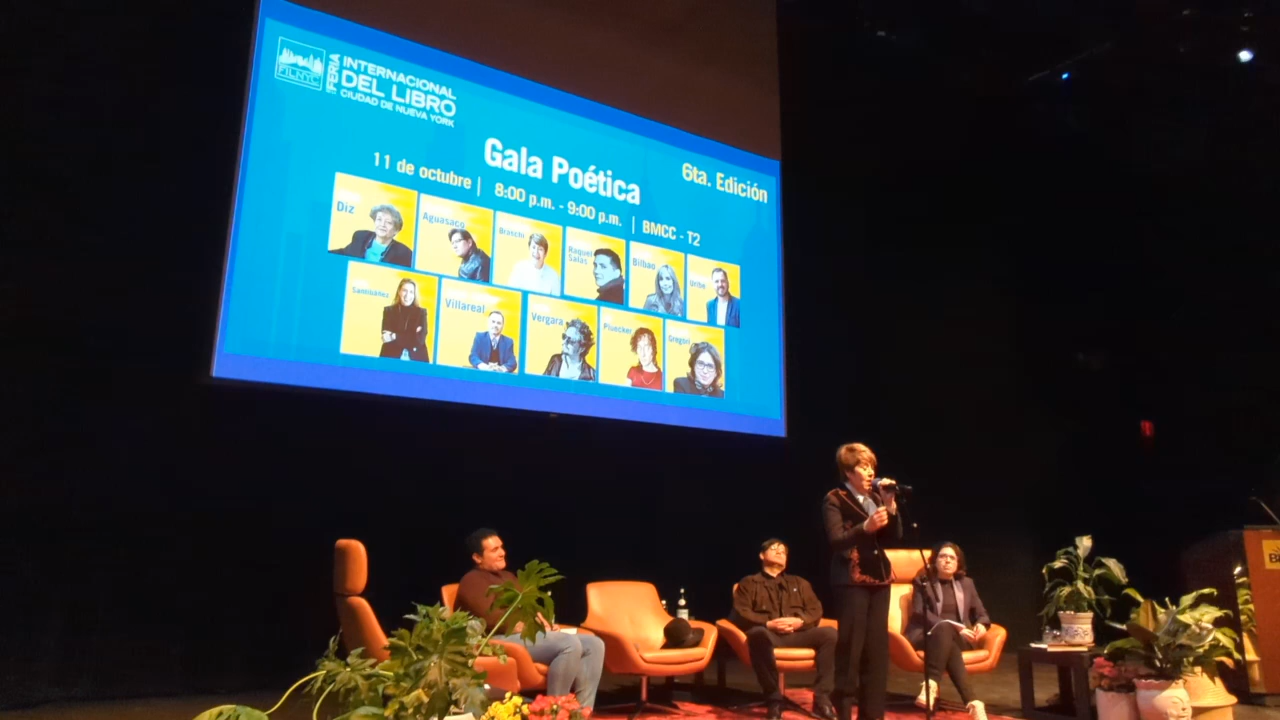 FILNYC
FERIA
INTERNACIONAL
DEL LIBRO
CIUDAD DE NUEVA YORK
Gala Poética
6ta. Edición
11 de octubre | 8:00 p.m. - 9:00 p.m. | BMCC - T2
Diz
Aguasaco
Braschi
Raquel
Salas
Bilbao
Uribe
Santibáñez
Villareal
Vergara
Pluecker
Gregori